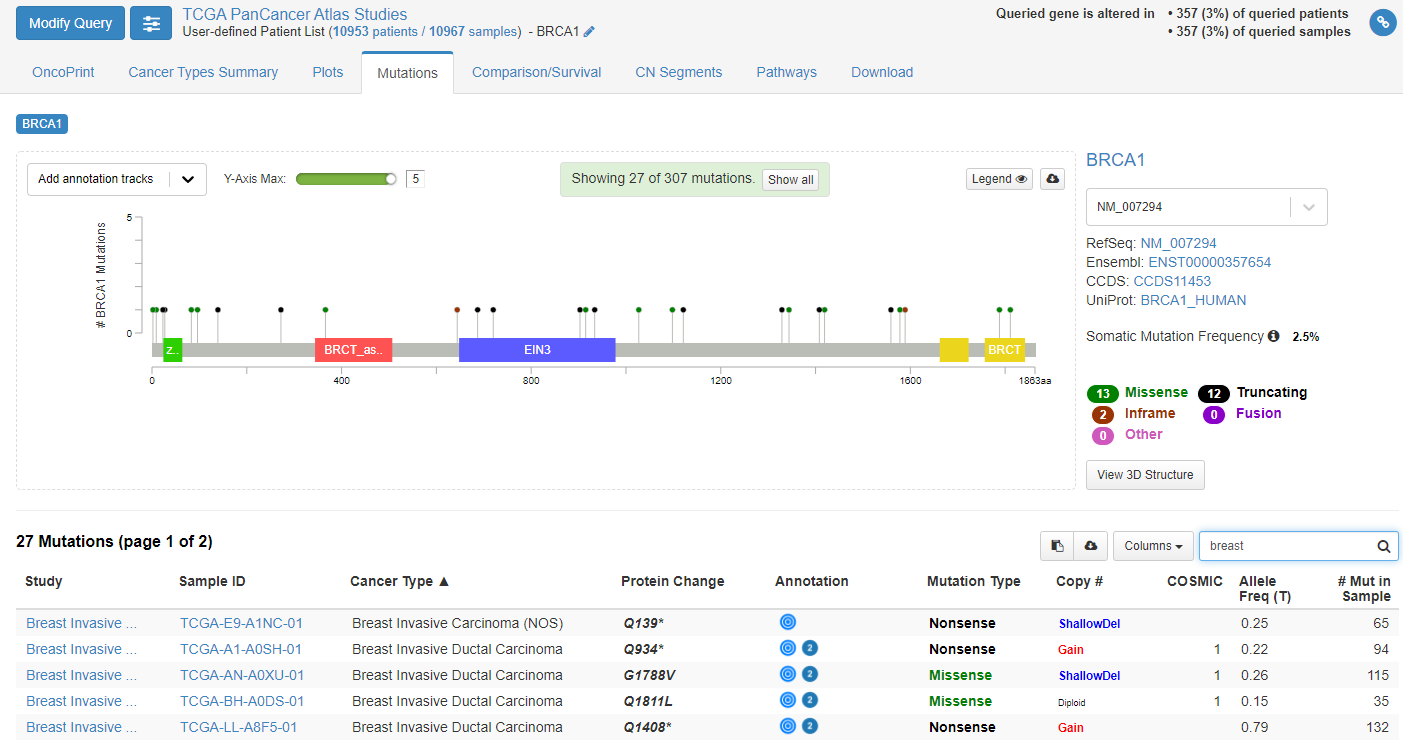 Modify Query
TCGA PanCancer Atlas Studies
User-defined Patient List (10953 patients / 10967 samples) - BRCA1
Queried gene is altered in • 357 (3%) of queried patients
• 357 (3%) of queried samples
OncoPrint Cancer Types Summary Plots Mutations Comparison/Survival CN Segments Pathways Download
BRCA1
Add annotation tracks
Y-Axis Max: 5
Showing 27 of 307 mutations. Show all
Legend
# BRCA1 Mutations
5
0
z.. BRCT_as.. EIN3 BRCT
0 400 800 1200 1600 1863aa
BRCA1
NM_007294
RefSeq: NM_007294
Ensembl: ENST00000357654
CCDS: CCDS11453
UniProt: BRCA1_HUMAN
Somatic Mutation Frequency 2.5%
13 Missense 12 Truncating
2 Inframe 0 Fusion
0 Other
View 3D Structure
27 Mutations (page 1 of 2)
Columns
breast
Study Sample ID Cancer Type ▲ Protein Change Annotation Mutation Type Copy # COSMIC Allele Freq (T) # Mut in Sample
Breast Invasive ... TCGA-E9-A1NC-01 Breast Invasive Carcinoma (NOS) Q139* Nonsense ShallowDel 0.25 65
Breast Invasive ... TCGA-A1-A0SH-01 Breast Invasive Ductal Carcinoma Q934* 2 Nonsense Gain 1 0.22 94
Breast Invasive ... TCGA-AN-A0XU-01 Breast Invasive Ductal Carcinoma G1788V 2 Missense ShallowDel 1 0.26 115
Breast Invasive ... TCGA-BH-A0DS-01 Breast Invasive Ductal Carcinoma Q1811L 2 Missense Diploid 1 0.15 35
Breast Invasive ... TCGA-LL-A8F5-01 Breast Invasive Ductal Carcinoma Q1408* 2 Nonsense Gain 0.79 132